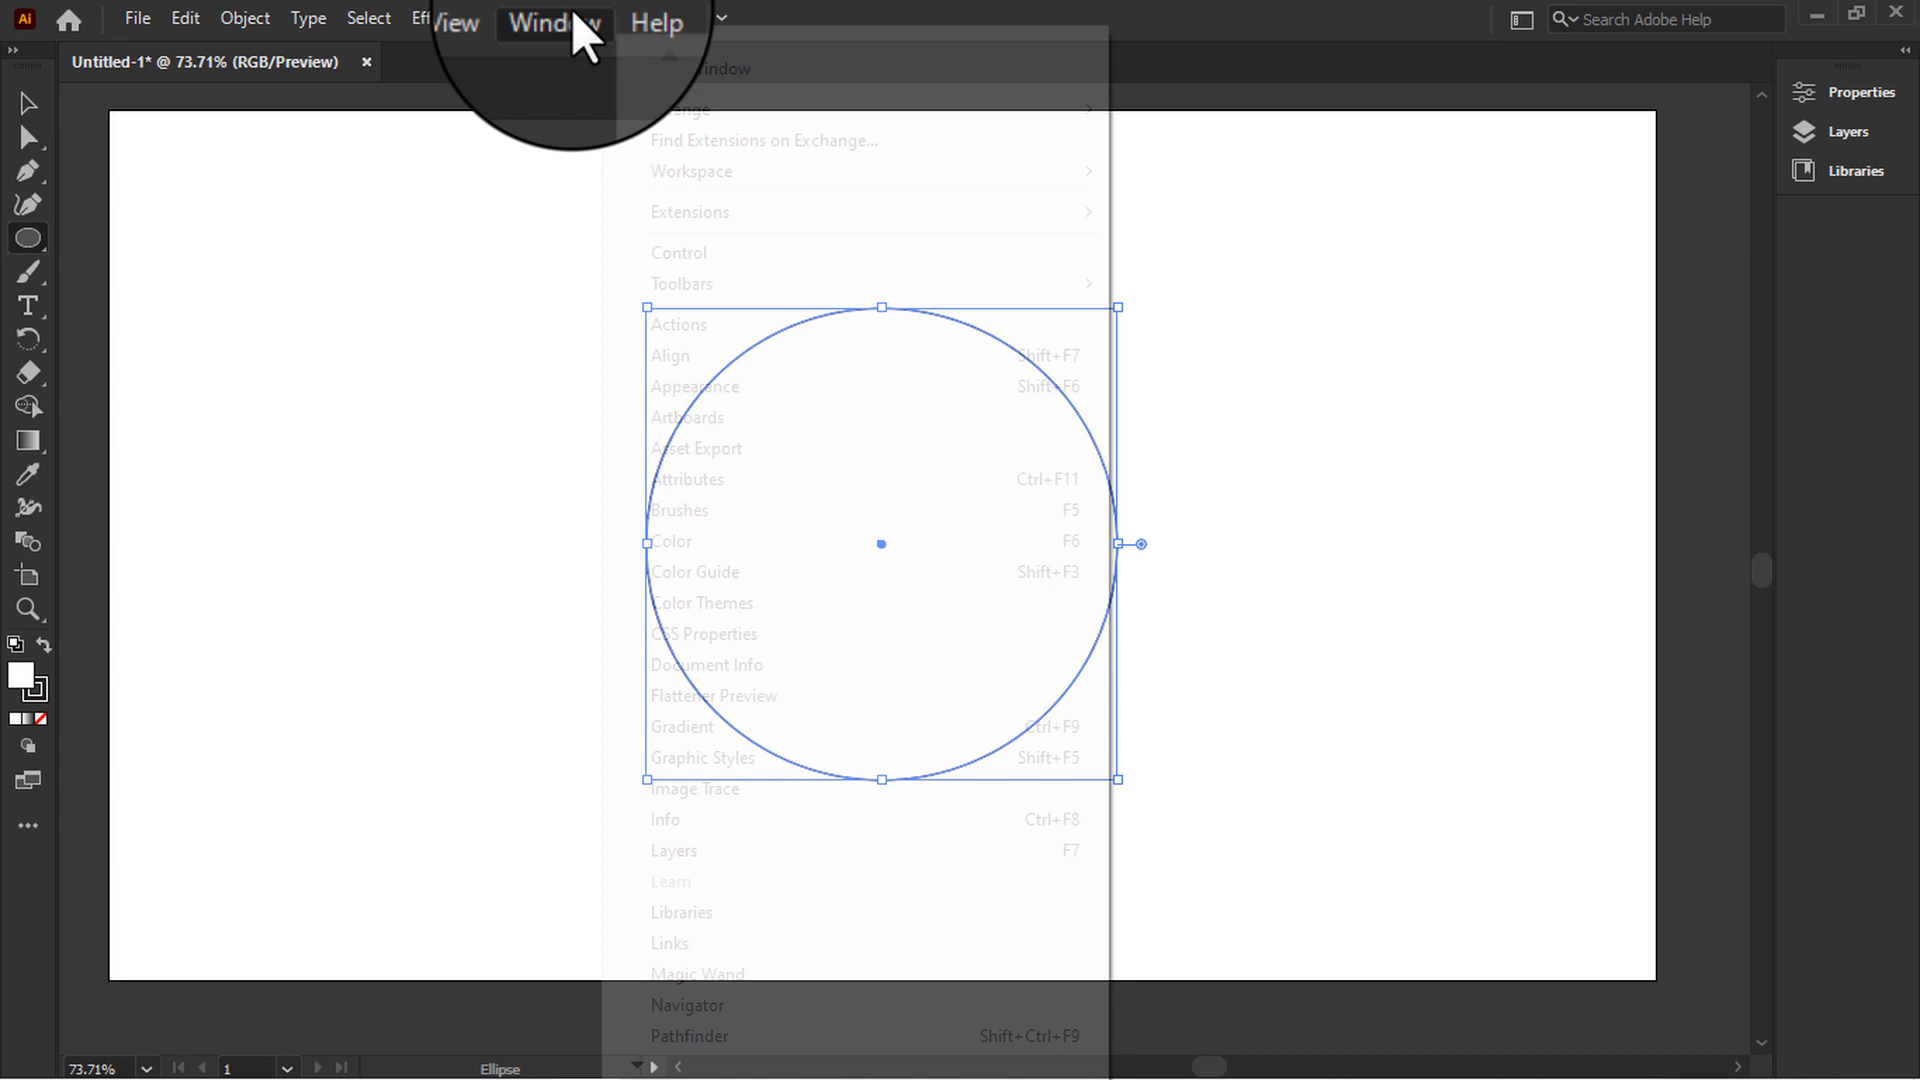 Ai File Edit Object Type Select View Window Help Search Adobe Help
Untitled-1* @ 73.71% (RGB/Preview)
Window
Find Extensions on Exchange...
Workspace
Extensions
Control
Toolbars
Actions
Align Shift+F7
Appearance Shift+F6
Artboards
Asset Export
Attributes Ctrl+F11
Brushes F5
Color F6
Color Guide Shift+F3
Color Themes
CSS Properties
Document Info
Flattener Preview
Gradient Ctrl+F9
Graphic Styles Shift+F5
Image Trace
Info Ctrl+F8
Layers F7
Learn
Libraries
Links
Magic Wand
Navigator
Pathfinder Shift+Ctrl+F9
Properties
Layers
Libraries
73.71% 1 Ellipse